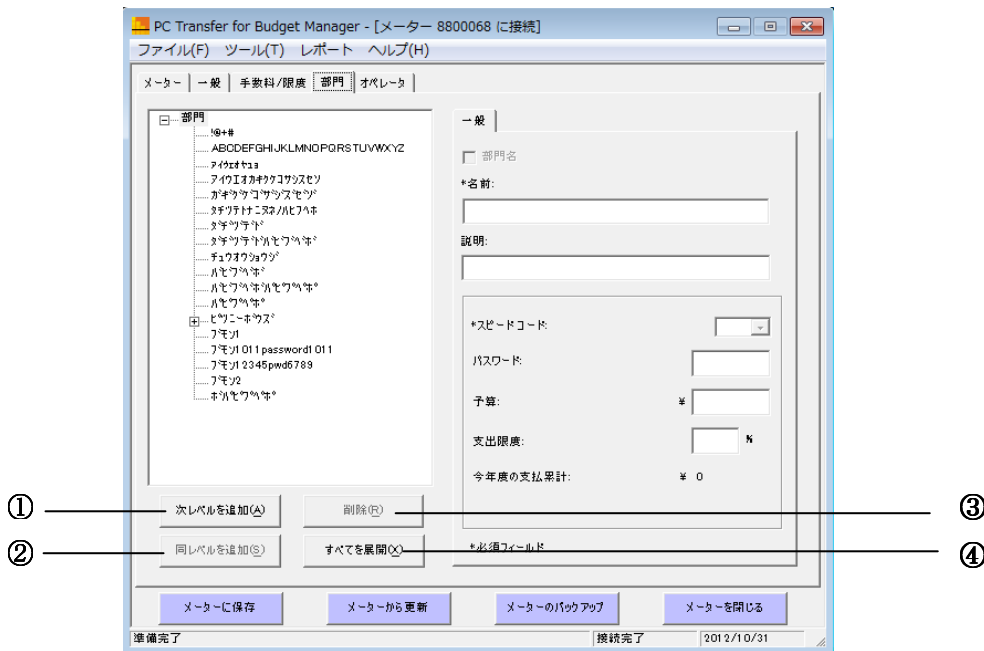 PC Transfer for Budget Manager - [メーター 8800068 に接続]
ファイル(F) ツール(T) レポート ヘルプ(H)
メーター 一般 手数料/限度 部門 オペレータ
部門
!@+#
ABCDEFGHIJKLMNOPQRSTUVWXYZ
ｱｲｳｴｵﾔﾕﾖ
ｱｲｳｴｵｶｷｸｹｺｻｼｽｾｿ
ｶﾞｷﾞｸﾞｹﾞｺﾞｻﾞｼﾞｽﾞｾﾞｿﾞ
ﾀﾁﾂﾃﾄﾅﾆﾇﾈﾉﾊﾋﾌﾍﾎ
ﾀﾞﾁﾞﾂﾞﾃﾞﾄﾞ
ﾀﾞﾁﾞﾂﾞﾃﾞﾄﾞﾊﾞﾋﾞﾌﾞﾍﾞﾎﾞ
ﾁｭｳｵｳｼｮｳｼﾞ
ﾊﾞﾋﾞﾌﾞﾍﾞﾎﾞ
ﾊﾞﾋﾞﾌﾞﾍﾞﾎﾞﾊﾟﾋﾟﾌﾟﾍﾟﾎﾟ
ﾊﾟﾋﾟﾌﾟﾍﾟﾎﾟ
ﾋﾟﾂﾆｰﾎﾞｳｽﾞ
ﾌﾞﾓﾝ1
ﾌﾞﾓﾝ1011password1011
ﾌﾞﾓﾝ12345pwd6789
ﾌﾞﾓﾝ2
ﾎﾟﾊﾟﾋﾟﾌﾟﾍﾟﾎﾟ
次レベルを追加(A)
削除(R)
同レベルを追加(S)
すべてを展開(X)
一般
部門名
*名前:
説明:
*スピードコード:
パスワード:
予算: ¥
支出限度: %
今年度の支払累計: ¥ 0
*必須フィールド
①
②
③
④
メーターに保存 メーターから更新 メーターのバックアップ メーターを閉じる
準備完了 接続完了 2012/10/31